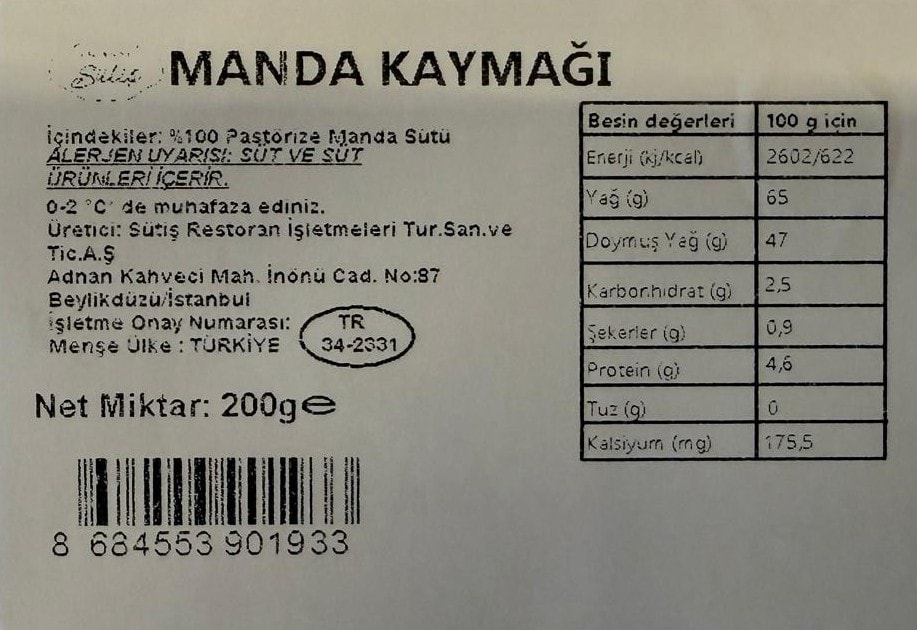 Sütiş MANDA KAYMAĞI
İçindekiler: %100 Pastörize Manda Sütü
ALERJEN UYARISI: SÜT VE SÜT
ÜRÜNLERİ İÇERİR.
0-2 °C' de muhafaza ediniz.
Üretici: Sütiş Restoran İşletmeleri Tur.San.ve
Tic.A.Ş
Adnan Kahveci Mah. İnönü Cad. No:87
Beylikdüzü/İstanbul
İşletme Onay Numarası: TR
Menşe Ülke : TÜRKİYE 34-2331
Net Miktar: 200g℮
8 684553 901933
Besin değerleri 100 g için
Enerji (kj/kcal) 2602/622
Yağ (g) 65
Doymuş Yağ (g) 47
Karbonhidrat (g) 2,5
Şekerler (g) 0,9
Protein (g) 4,6
Tuz (g) 0
Kalsiyum (mg) 175,5